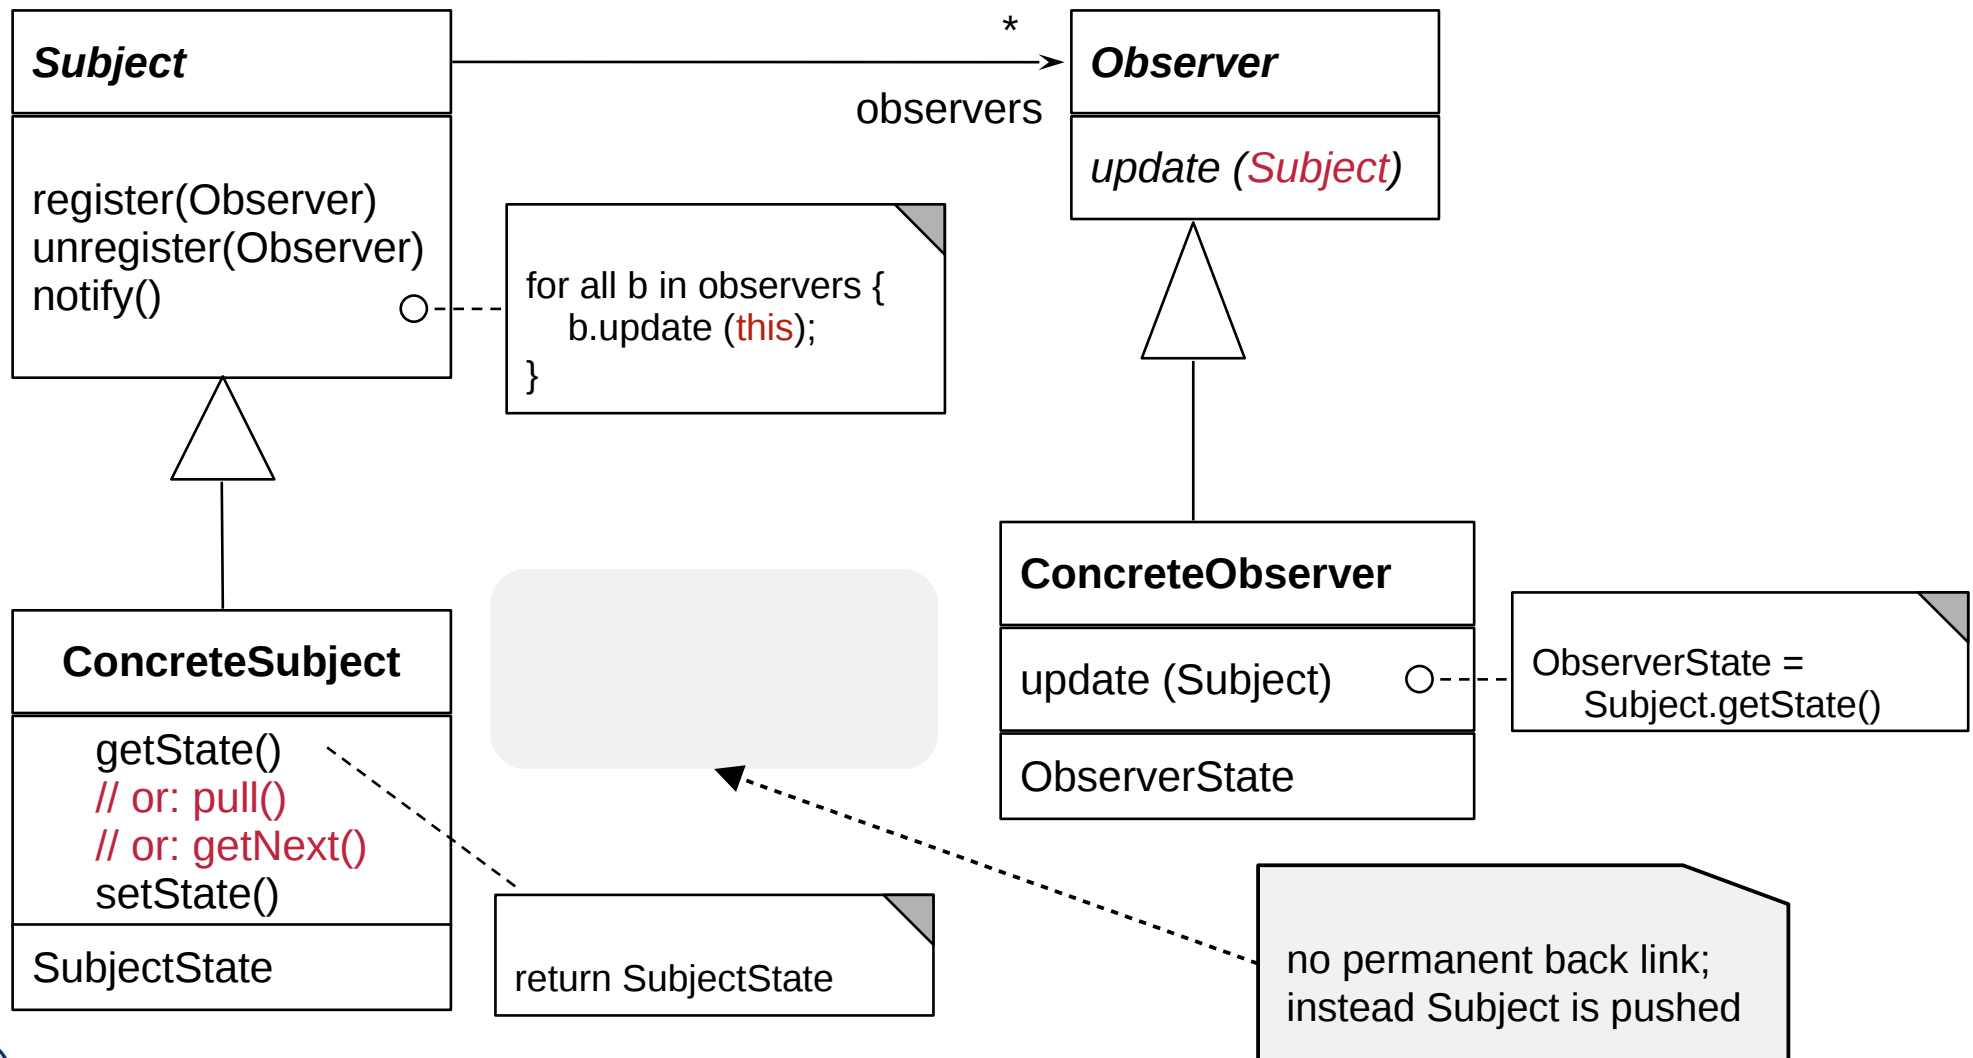 Subject
*
Observer
observers
update (Subject)
register(Observer)
unregister(Observer)
notify()
for all b in observers {
b.update (this);
}
ConcreteObserver
update (Subject)
ObserverState
ObserverState =
Subject.getState()
ConcreteSubject
getState()
// or: pull()
// or: getNext()
setState()
SubjectState
return SubjectState
no permanent back link;
instead Subject is pushed